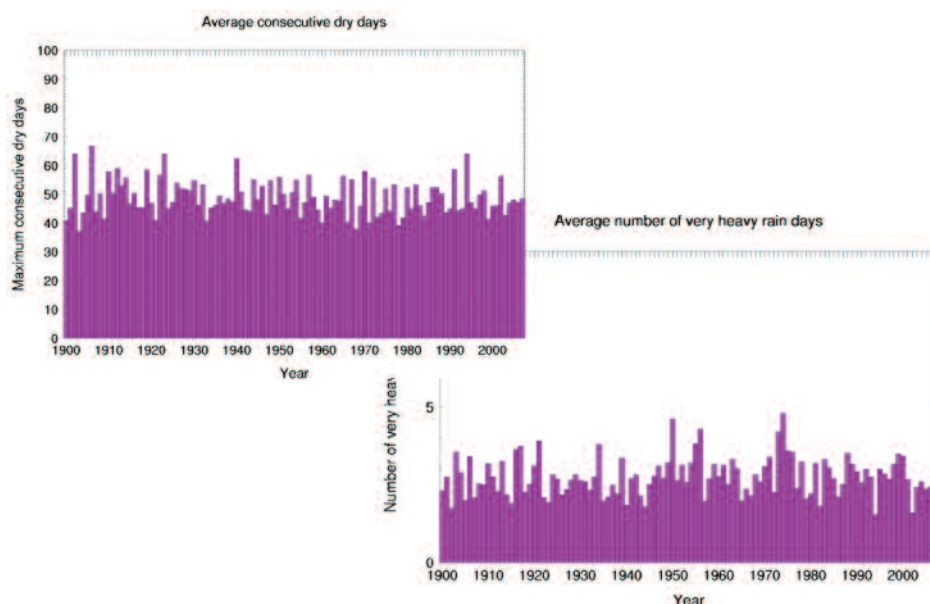 Average consecutive dry days
Maximum consecutive dry days
100
90
80
70
60
50
40
30
20
10
0
1900 1910 1920 1930 1940 1950 1960 1970 1980 1990 2000
Year
Average number of very heavy rain days
Number of very
5
0
1900 1910 1920 1930 1940 1950 1960 1970 1980 1990 2000
Year